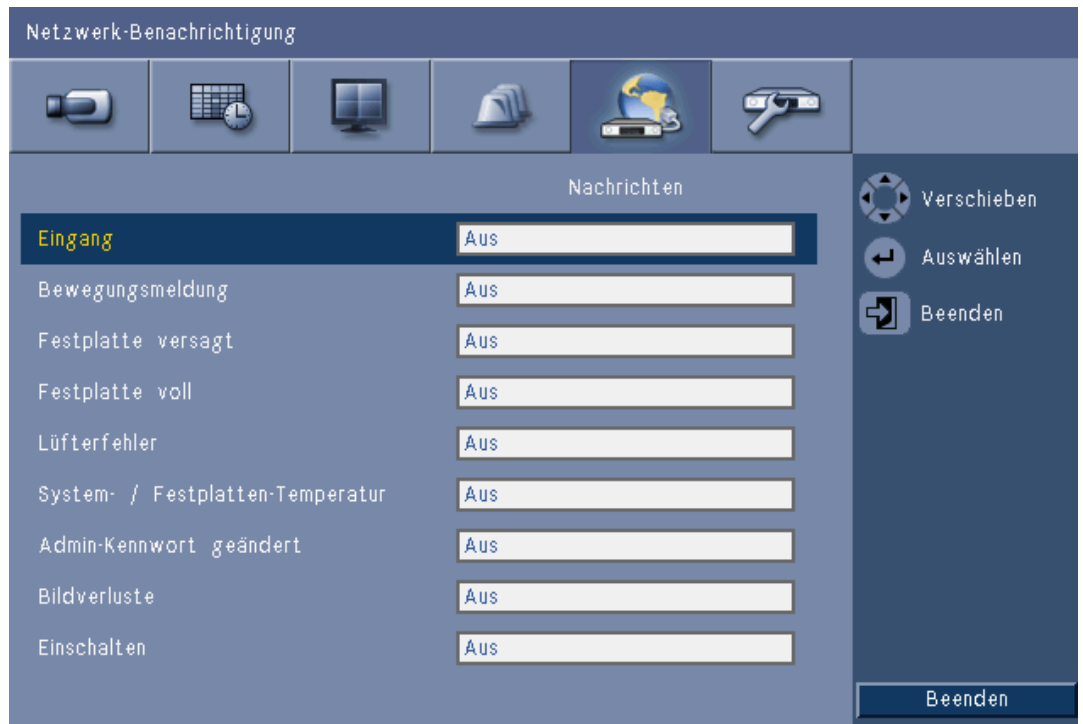 Netzwerk-Benachrichtigung
Nachrichten
Eingang Aus
Bewegungsmeldung Aus
Festplatte versagt Aus
Festplatte voll Aus
Lüfterfehler Aus
System- / Festplatten-Temperatur Aus
Admin-Kennwort geändert Aus
Bildverluste Aus
Einschalten Aus
Verschieben
Auswählen
Beenden
Beenden